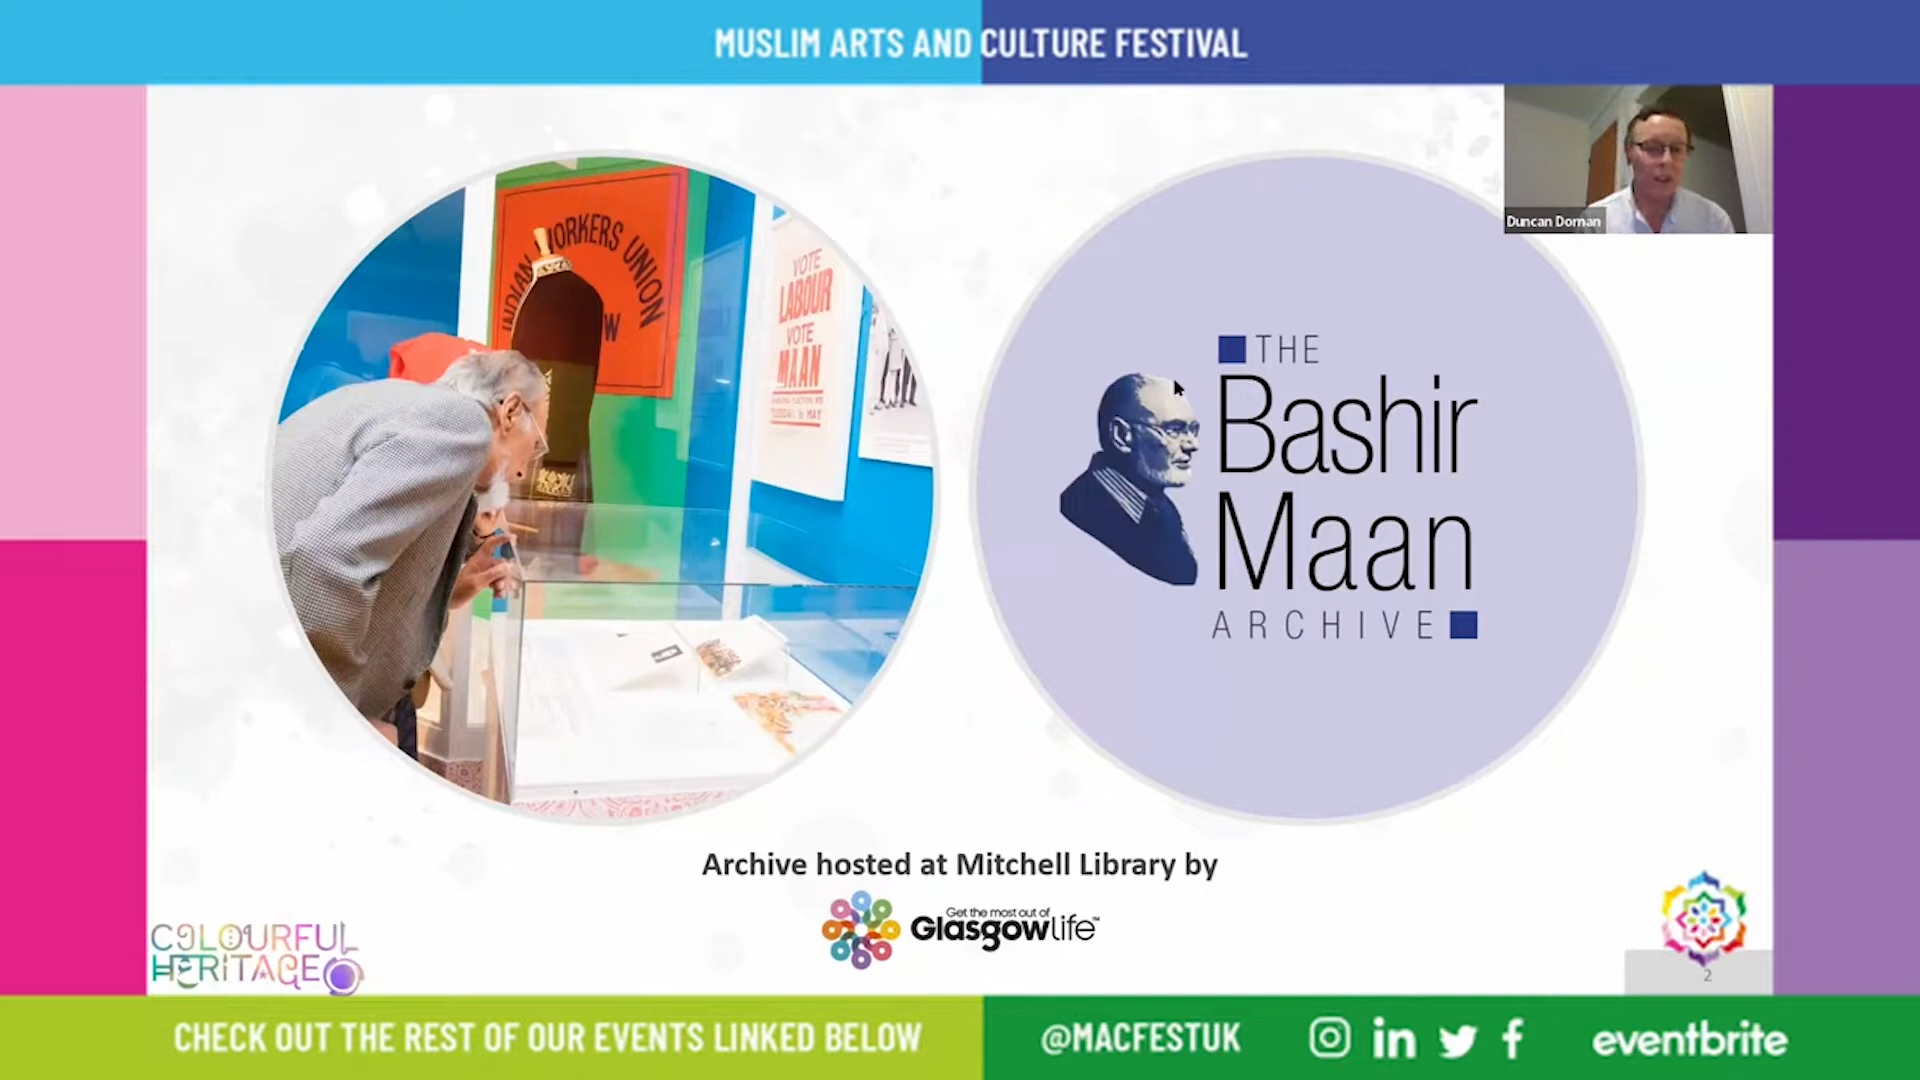 MUSLIM ARTS AND CULTURE FESTIVAL
Duncan Dornan
INDIAN WORKERS UNION
VOTE
LABOUR
VOTE
MAAN
THE
Bashir
Maan
ARCHIVE
Archive hosted at Mitchell Library by
Get the most out of
Glasgowlife™
COLOURFUL
HERITAGE
2
CHECK OUT THE REST OF OUR EVENTS LINKED BELOW
@MACFESTUK
eventbrite